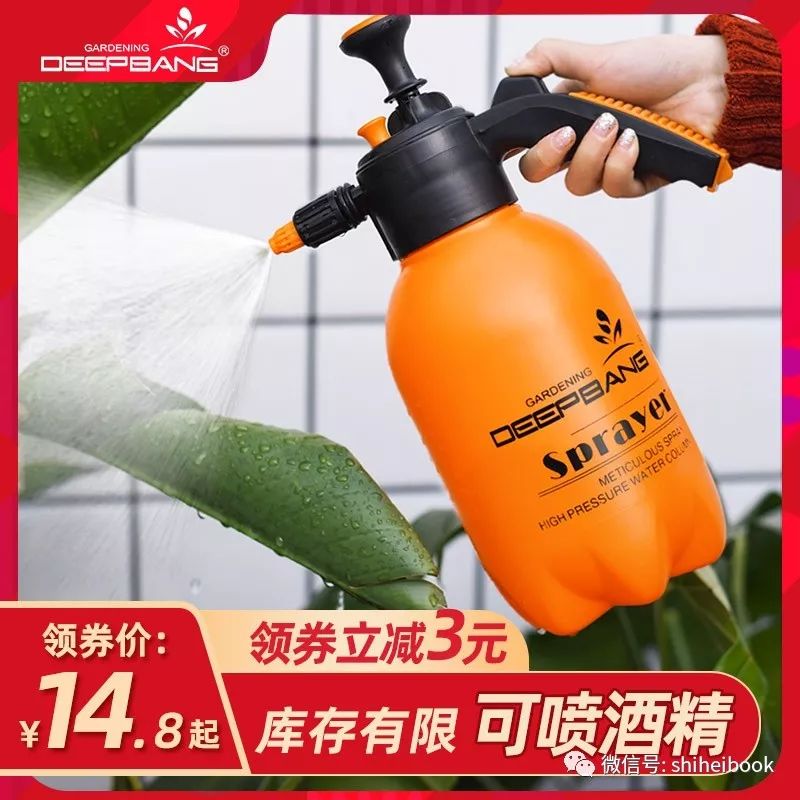 GARDENING
DEEPBANG®
GARDENING
DEEPBANG
Sprayer
METICULOUS SPRAY
HIGH PRESSURE WATER COLUMN
领券价:
¥14.8起
领券立减3元
库存有限 可喷酒精
微信号: shiheibook